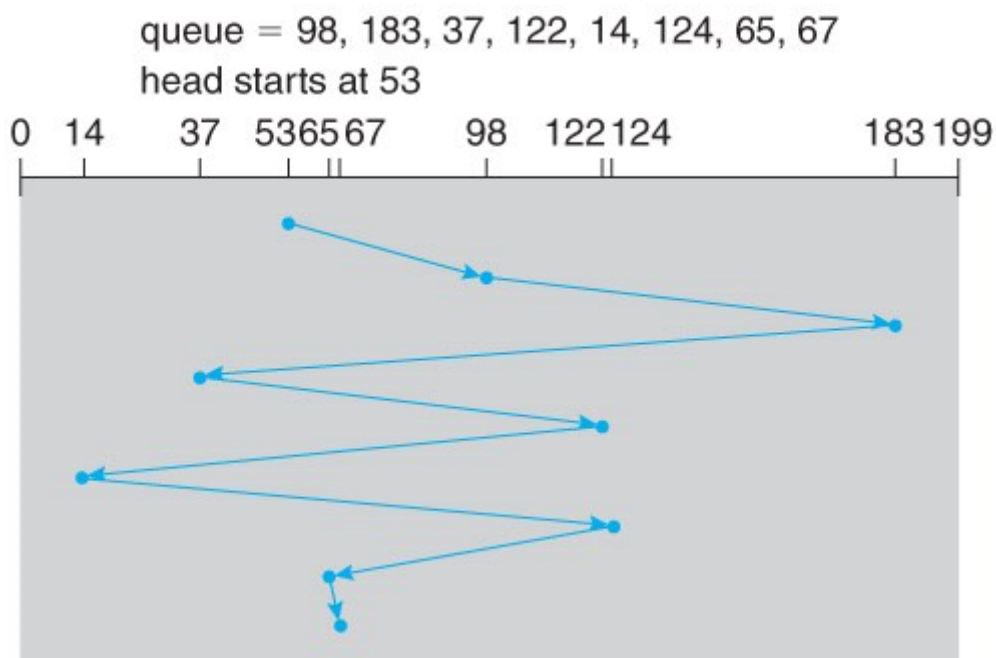 queue = 98, 183, 37, 122, 14, 124, 65, 67
head starts at 53
0 14 37 53 65 67 98 122 124 183 199